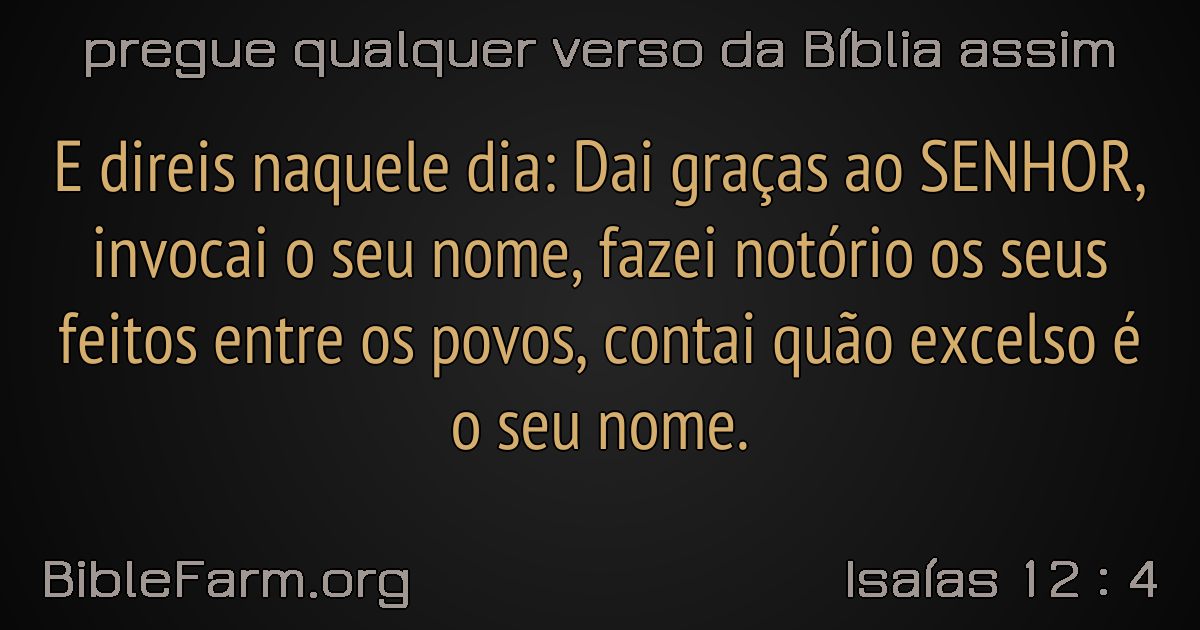 pregue qualquer verso da Bíblia assim
E direis naquele dia: Dai graças ao SENHOR,
invocai o seu nome, fazei notório os seus
feitos entre os povos, contai quão excelso é
o seu nome.
BibleFarm.org
Isaías 12 : 4